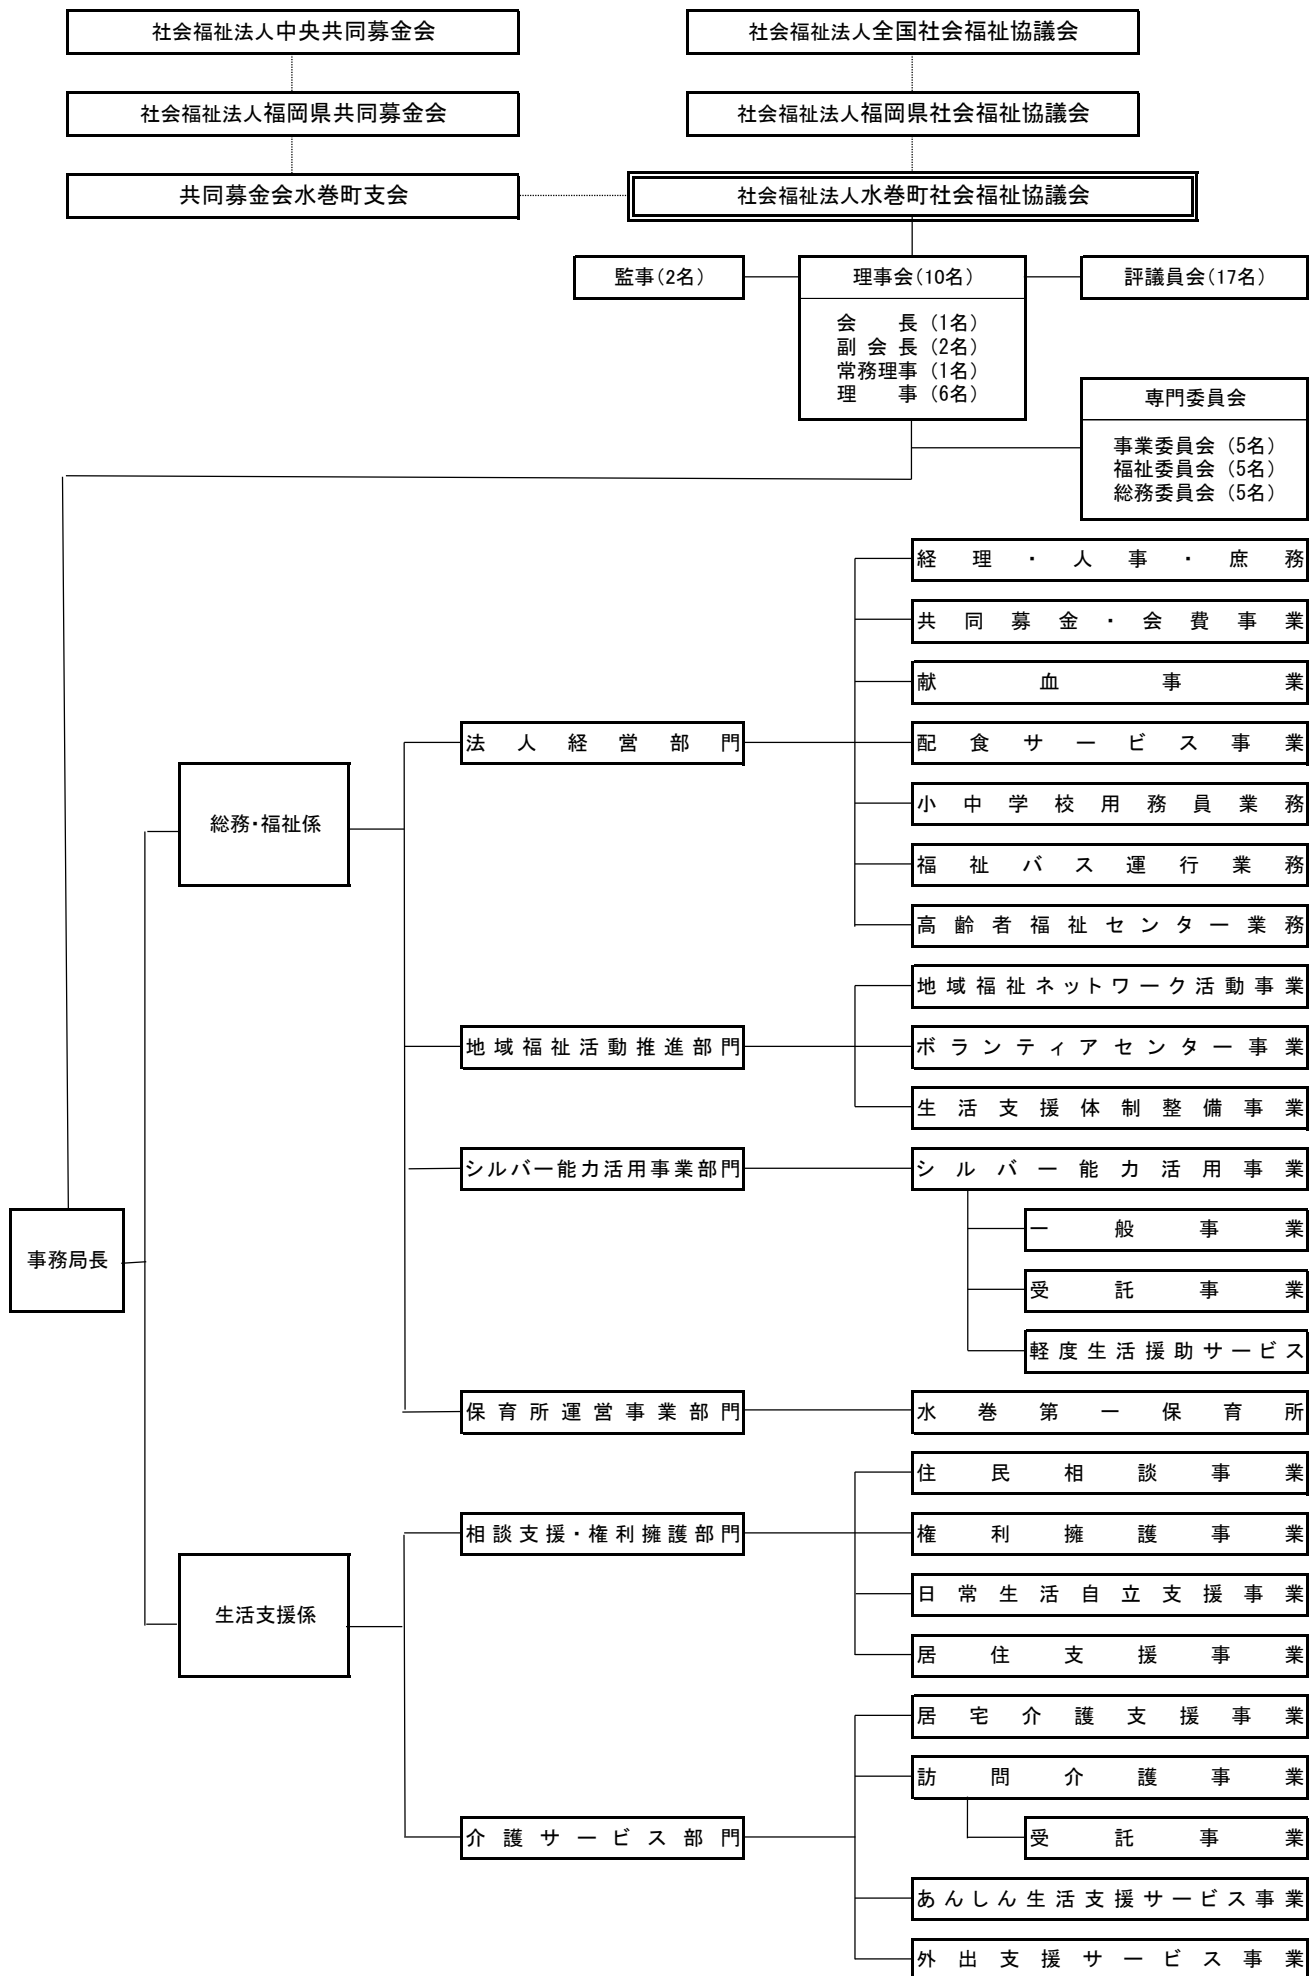 社会福祉法人中央共同募金会
社会福祉法人全国社会福祉協議会
社会福祉法人福岡県共同募金会
社会福祉法人福岡県社会福祉協議会
共同募金会水巻町支会
社会福祉法人水巻町社会福祉協議会
監事(2名)
理事会(10名)
評議員会(17名)
会　　長 (1名)
副 会 長 (2名)
常務理事 (1名)
理　　事 (6名)
専門委員会
事業委員会 (5名)
福祉委員会 (5名)
総務委員会 (5名)
経理・人事・庶務
共同募金・会費事業
献血事業
法人経営部門
配食サービス事業
総務・福祉係
小中学校用務員業務
福祉バス運行業務
高齢者福祉センター業務
地域福祉ネットワーク活動事業
地域福祉活動推進部門
ボランティアセンター事業
生活支援体制整備事業
シルバー能力活用事業部門
シルバー能力活用事業
一般事業
事務局長
受託事業
軽度生活援助サービス
保育所運営事業部門
水巻第一保育所
住民相談事業
相談支援・権利擁護部門
権利擁護事業
日常生活自立支援事業
生活支援係
居住支援事業
居宅介護支援事業
訪問介護事業
介護サービス部門
受託事業
あんしん生活支援サービス事業
外出支援サービス事業